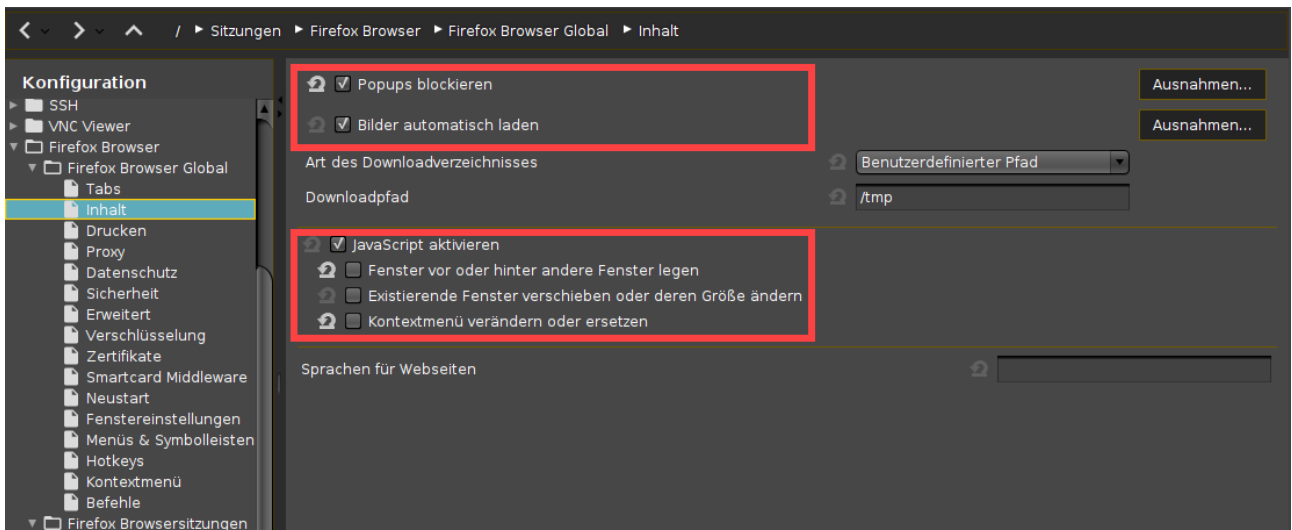 / Sitzungen Firefox Browser Firefox Browser Global Inhalt
Konfiguration
SSH
VNC Viewer
Firefox Browser
Firefox Browser Global
Tabs
Inhalt
Drucken
Proxy
Datenschutz
Sicherheit
Erweitert
Verschlüsselung
Zertifikate
Smartcard Middleware
Neustart
Fenstereinstellungen
Menüs & Symbolleisten
Hotkeys
Kontextmenü
Befehle
Firefox Browsersitzungen
Popups blockieren Ausnahmen...
Bilder automatisch laden Ausnahmen...
Art des Downloadverzeichnisses Benutzerdefinierter Pfad
Downloadpfad /tmp
JavaScript aktivieren
Fenster vor oder hinter andere Fenster legen
Existierende Fenster verschieben oder deren Größe ändern
Kontextmenü verändern oder ersetzen
Sprachen für Webseiten